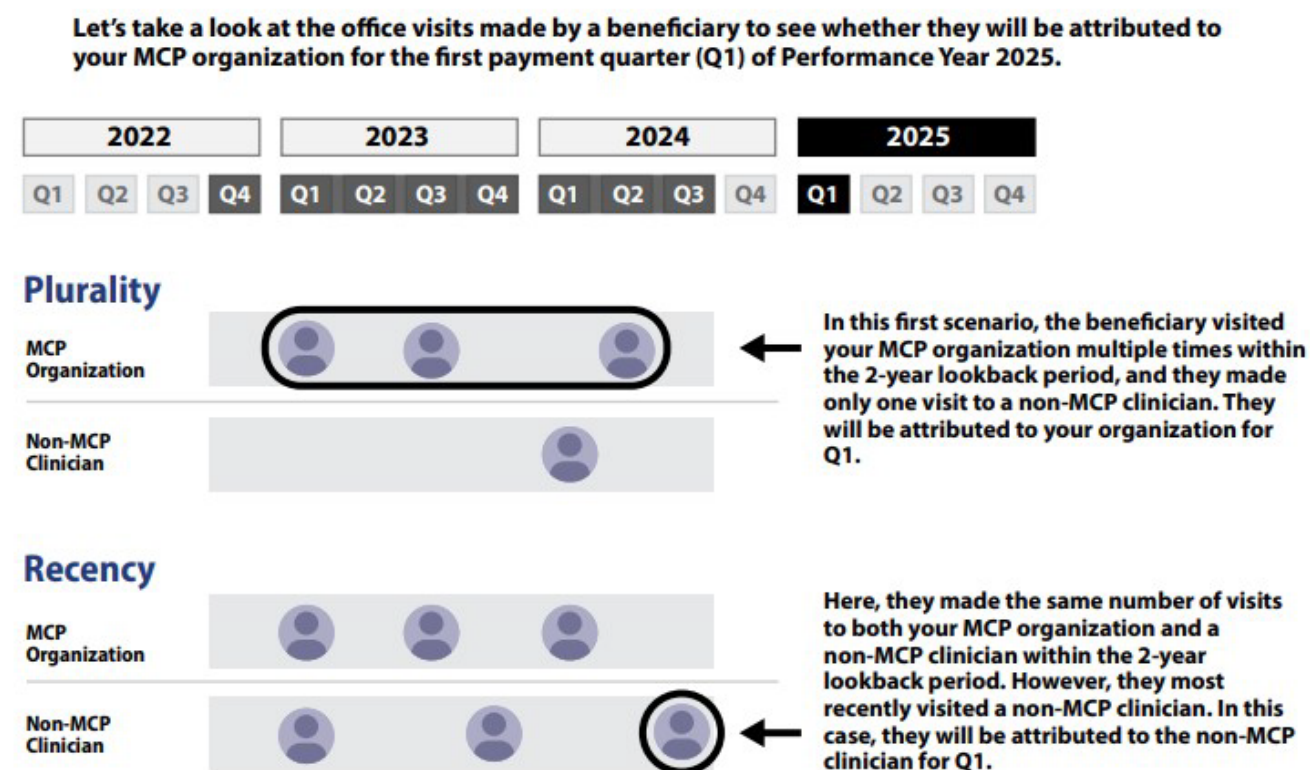 Let's take a look at the office visits made by a beneficiary to see whether they will be attributed to
your MCP organization for the first payment quarter (Q1) of Performance Year 2025.
2022 2023 2024 2025
Q1 Q2 Q3 Q4 Q1 Q2 Q3 Q4 Q1 Q2 Q3 Q4 Q1 Q2 Q3 Q4
Plurality
MCP
Organization
In this first scenario, the beneficiary visited
your MCP organization multiple times within
the 2-year lookback period, and they made
only one visit to a non-MCP clinician. They
will be attributed to your organization for
Q1.
Non-MCP
Clinician
Recency
MCP
Organization
Here, they made the same number of visits
to both your MCP organization and a
non-MCP clinician within the 2-year
lookback period. However, they most
recently visited a non-MCP clinician. In this
case, they will be attributed to the non-MCP
clinician for Q1.
Non-MCP
Clinician